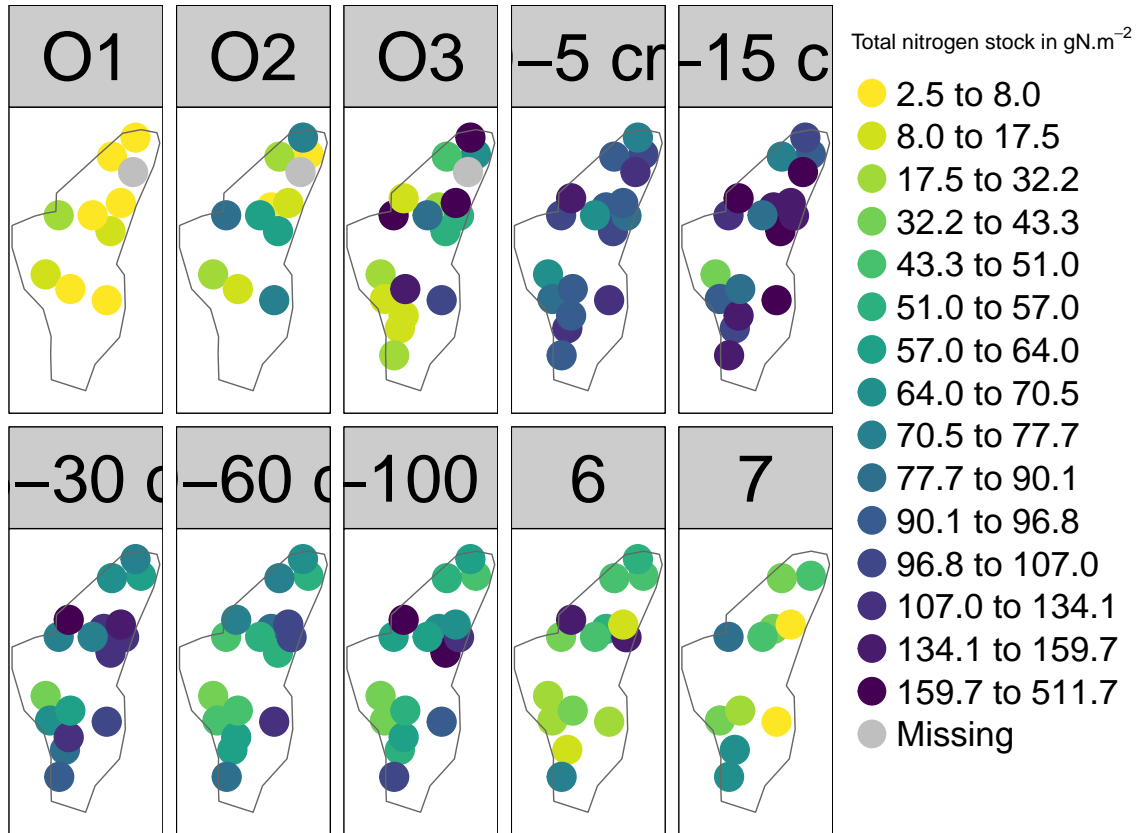 O1
O2
O3
0–5 cm
–15 c
Total nitrogen stock in gN.m−2
2.5 to 8.0
8.0 to 17.5
17.5 to 32.2
32.2 to 43.3
43.3 to 51.0
51.0 to 57.0
57.0 to 64.0
64.0 to 70.5
70.5 to 77.7
77.7 to 90.1
90.1 to 96.8
96.8 to 107.0
107.0 to 134.1
134.1 to 159.7
159.7 to 511.7
Missing
–30 c
–60 c
–100
6
7